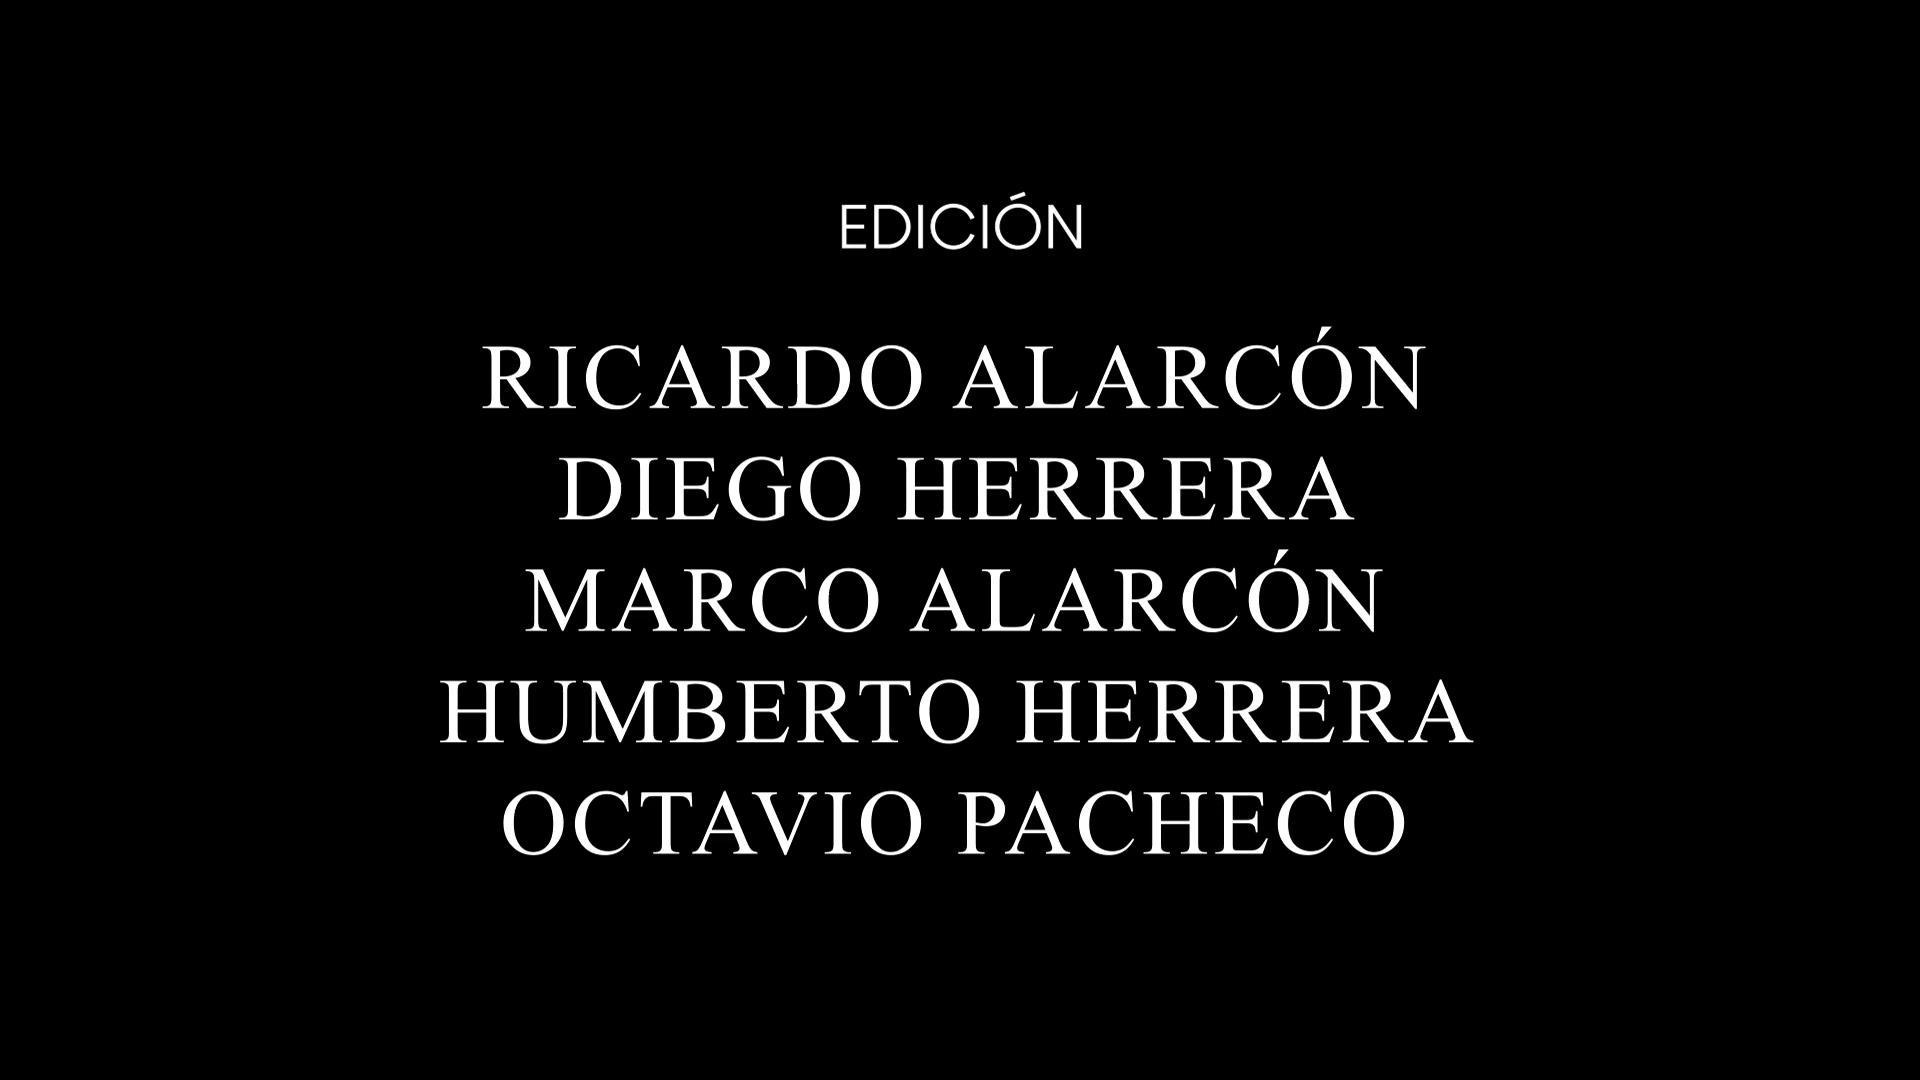 EDICIÓN
RICARDO ALARCÓN
DIEGO HERRERA
MARCO ALARCÓN
HUMBERTO HERRERA
OCTAVIO PACHECO